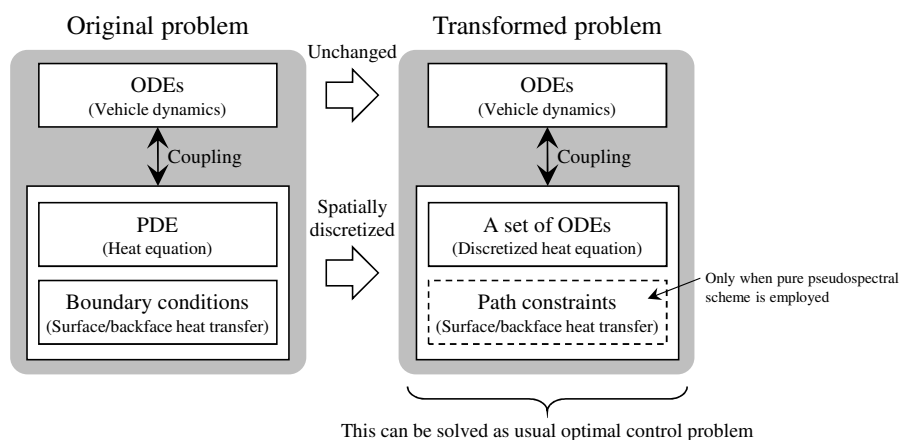 Original problem
Transformed problem
Unchanged
ODEs
(Vehicle dynamics)
ODEs
(Vehicle dynamics)
Coupling
Coupling
Spatially
discretized
PDE
(Heat equation)
A set of ODEs
(Discretized heat equation)
Boundary conditions
(Surface/backface heat transfer)
Path constraints
(Surface/backface heat transfer)
Only when pure pseudospectral
scheme is employed
This can be solved as usual optimal control problem